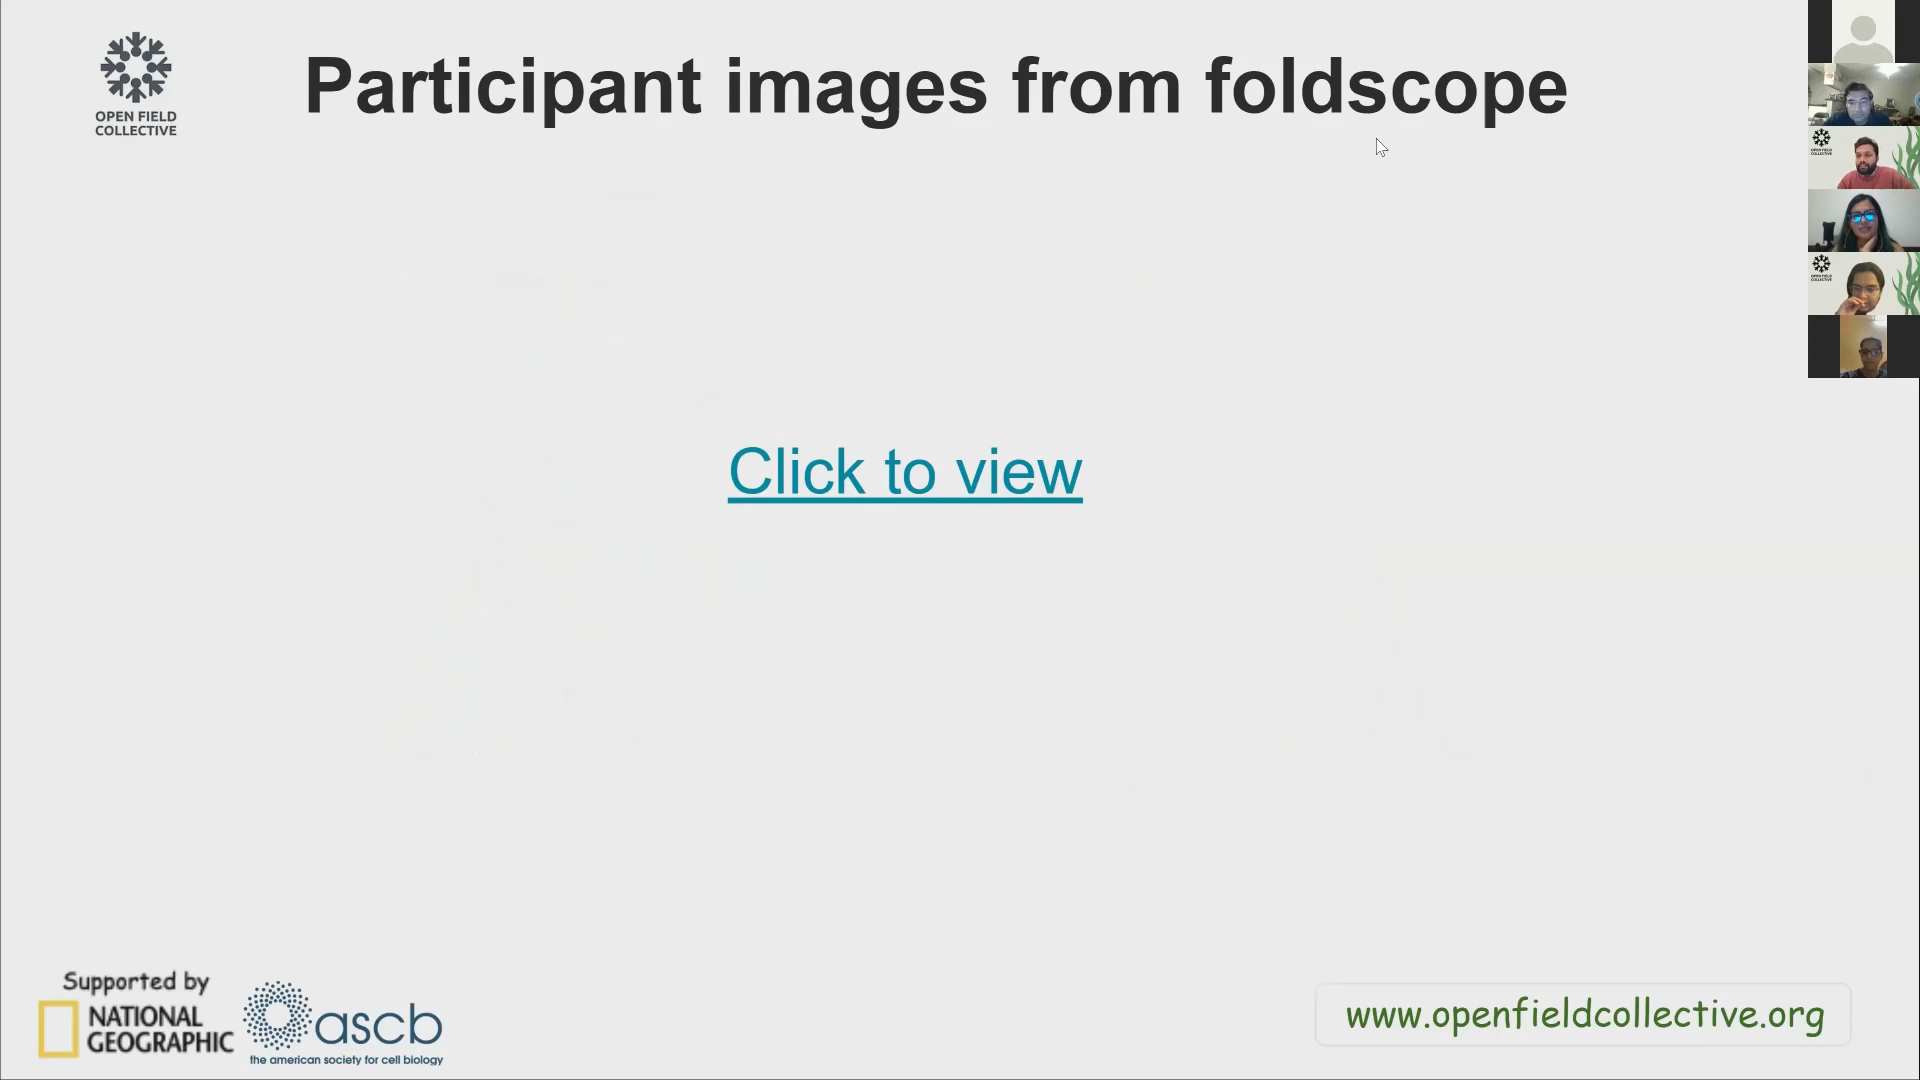 OPEN FIELD
COLLECTIVE
Participant images from foldscope
Click to view
Supported by
NATIONAL
GEOGRAPHIC
ascb
the american society for cell biology
www.openfieldcollective.org